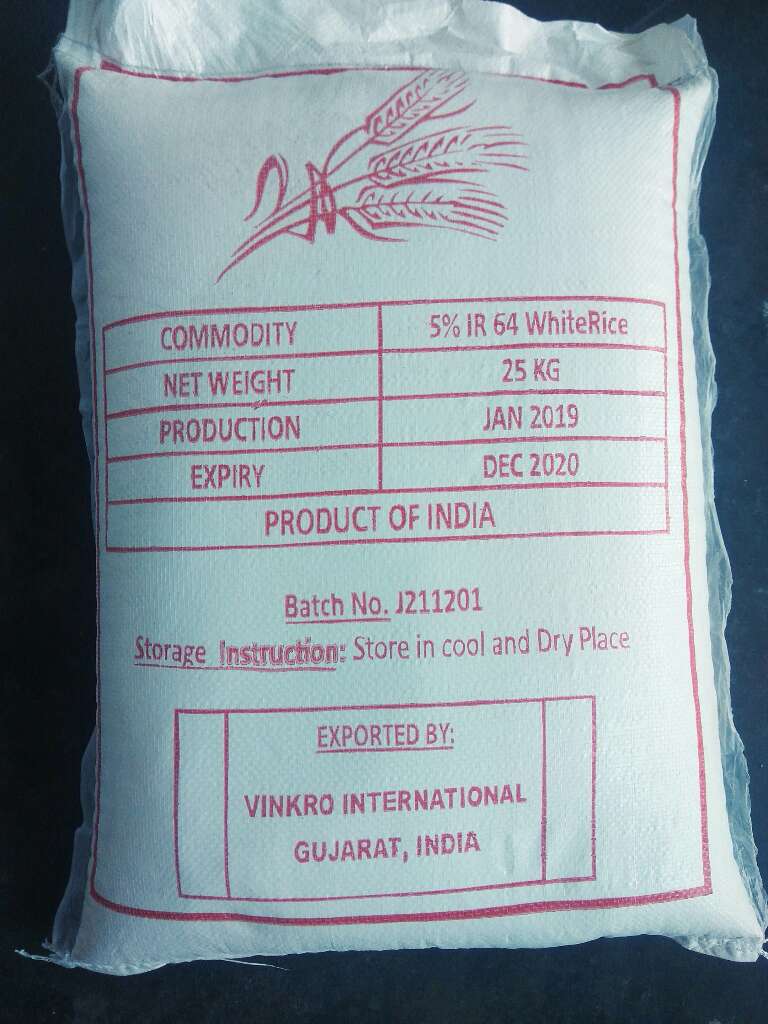 COMMODITY 5% IR 64 WhiteRice
NET WEIGHT 25 KG
PRODUCTION JAN 2019
EXPIRY DEC 2020
PRODUCT OF INDIA
Batch No. J211201
Storage Instruction: Store in cool and Dry Place
EXPORTED BY:
VINKRO INTERNATIONAL
GUJARAT, INDIA